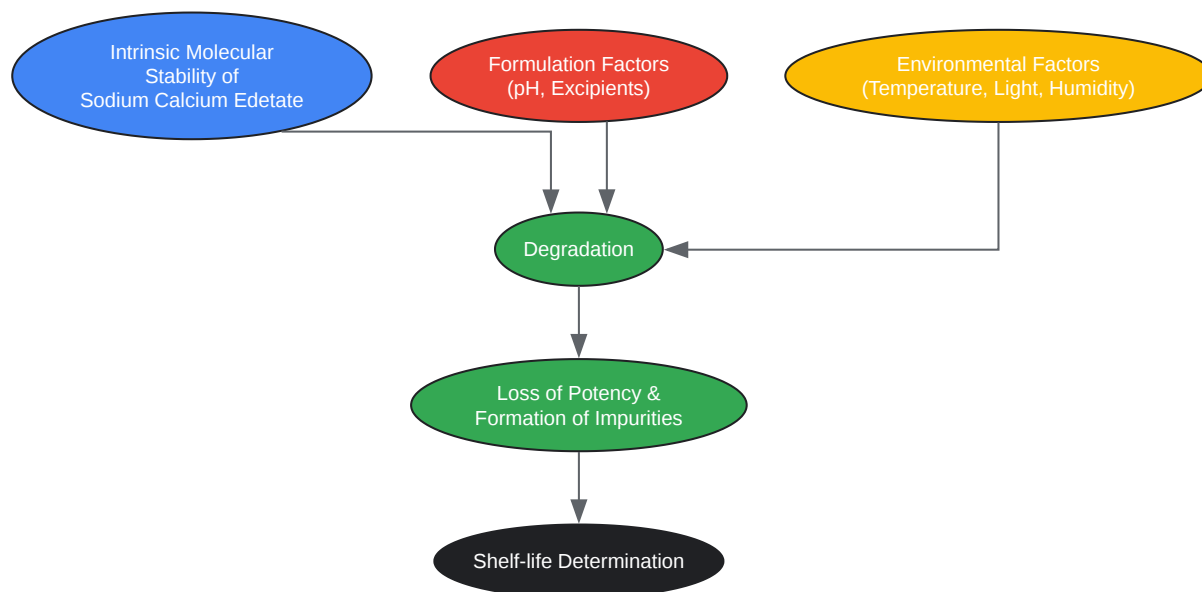 Intrinsic Molecular
Stability of
Sodium Calcium Edetate
Formulation Factors
(pH, Excipients)
Environmental Factors
(Temperature, Light, Humidity)
Degradation
Loss of Potency &
Formation of Impurities
Shelf-life Determination